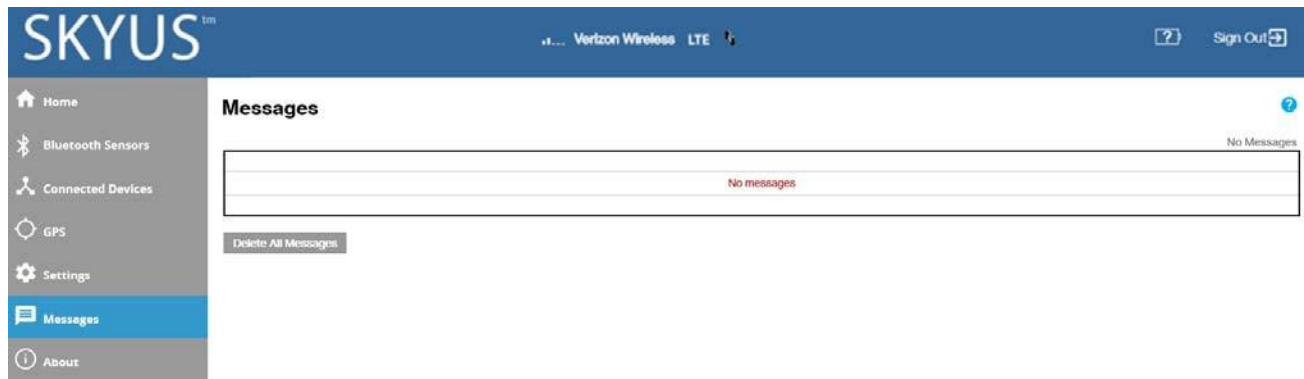 SKYUS tm
Verizon Wireless LTE
? Sign Out
Home
Messages
?
Bluetooth Sensors
No Messages
Connected Devices
No messages
GPS
Delete All Messages
Settings
Messages
About